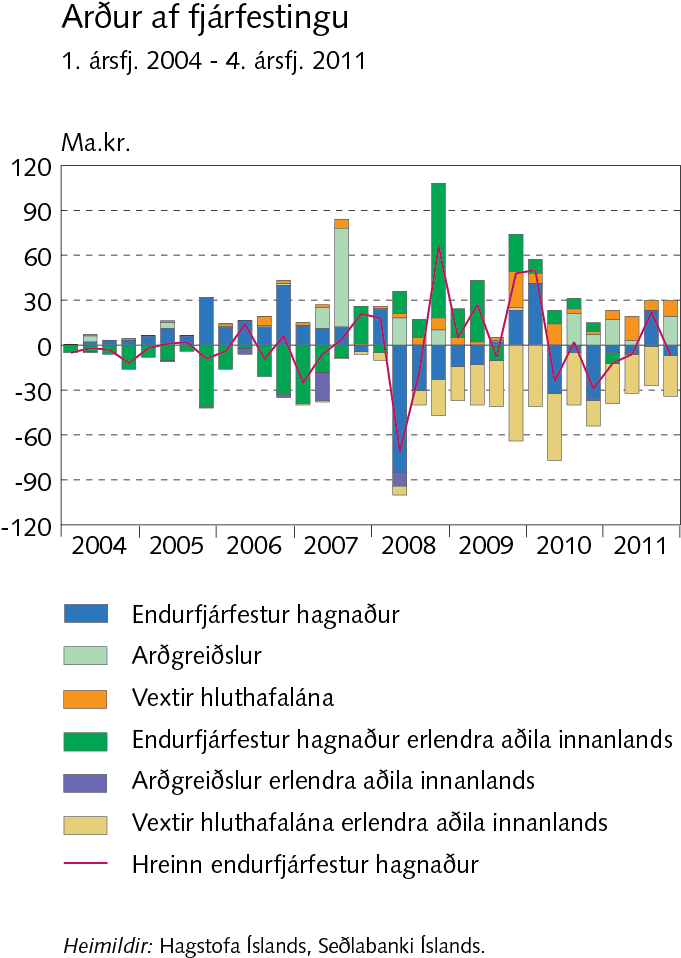 Arður af fjárfestingu
1. ársfj. 2004 - 4. ársfj. 2011
Ma.kr.
120
90
60
30
0
-30
-60
-90
-120
2004 2005 2006 2007 2008 2009 2010 2011
Endurfjárfestur hagnaður
Arðgreiðslur
Vextir hluthafalána
Endurfjárfestur hagnaður erlendra aðila innanlands
Arðgreiðslur erlendra aðila innanlands
Vextir hluthafalána erlendra aðila innanlands
Hreinn endurfjárfestur hagnaður
Heimildir: Hagstofa Íslands, Seðlabanki Íslands.